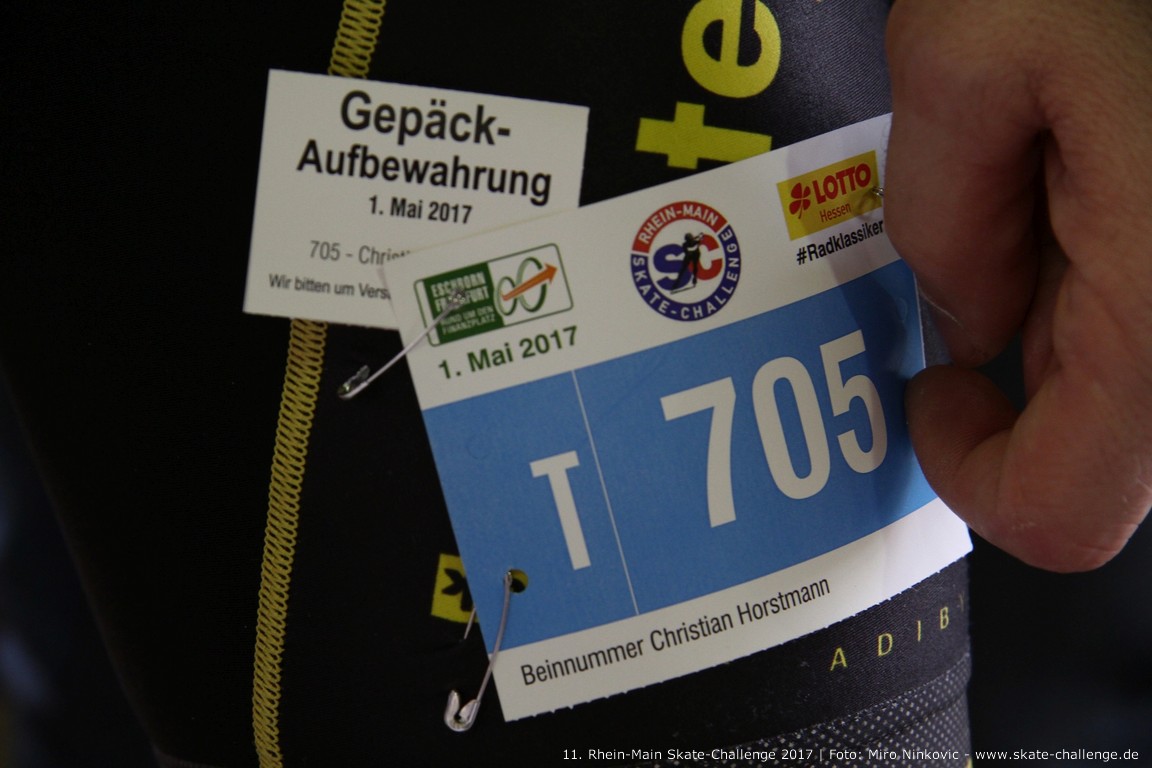 te
Gepäck-
Aufbewahrung
1. Mai 2017
705 - Christ
Wir bitten um
ESCHBORN
FRANKFURT
RUND UM DEN
FINANZPLATZ
1. Mai 2017
RHEIN-MAIN
SC
SKATE-CHALLENGE
LOTTO
Hessen
#Radklassiker
T 705
Beinnummer Christian Horstmann
ADIB
11. Rhein-Main Skate-Challenge 2017 | Foto: Miro Ninkovic - www.skate-challenge.de